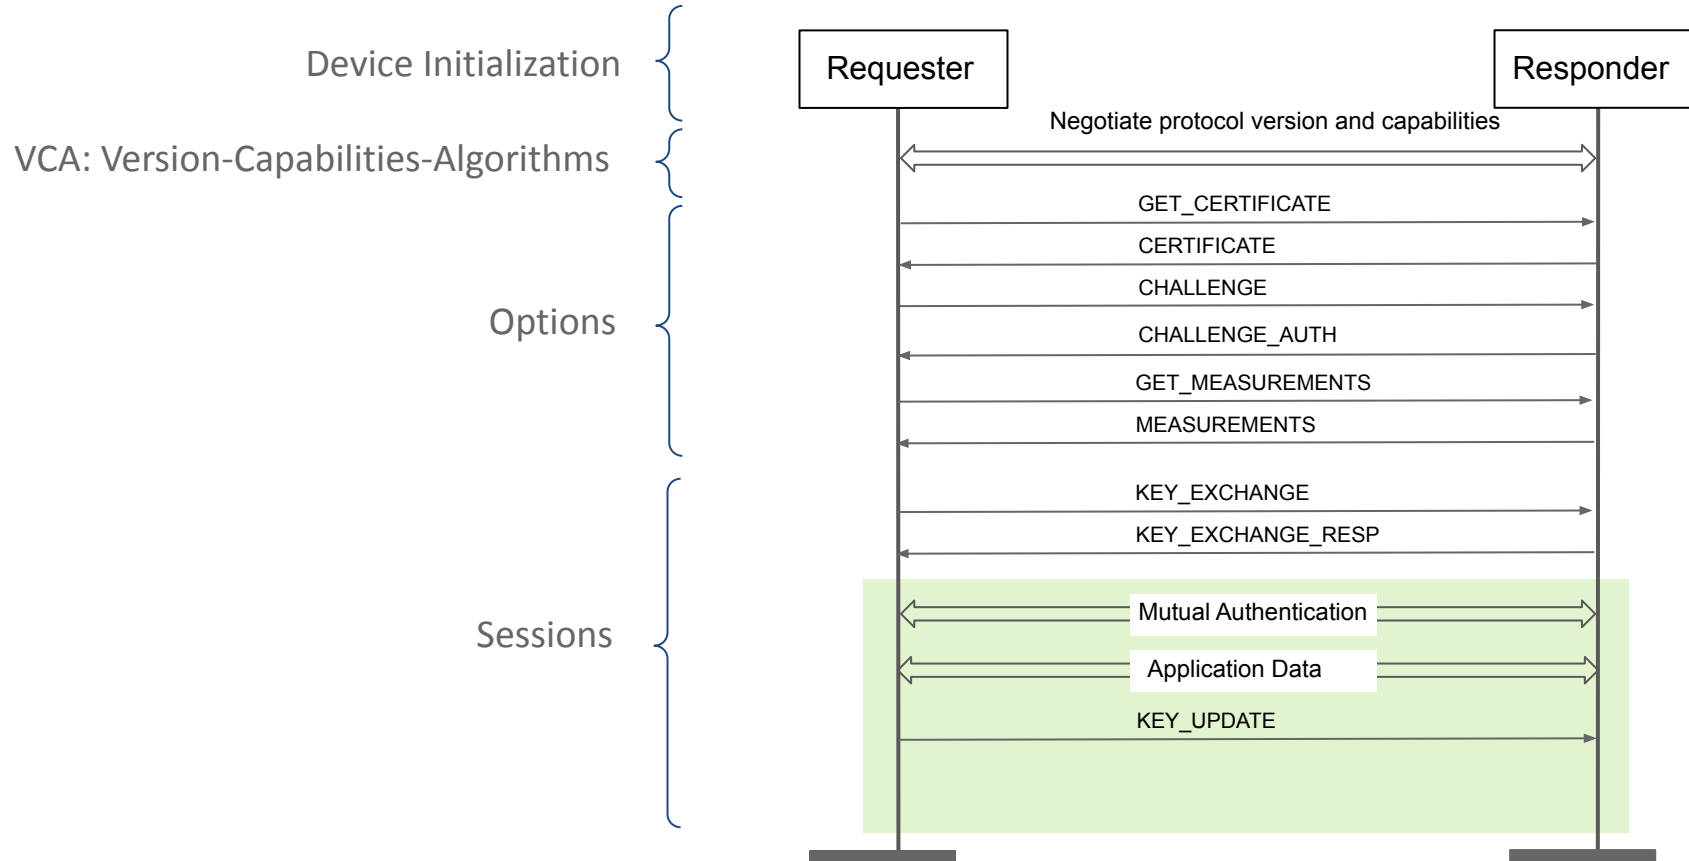 Device Initialization
Requester
Responder
Negotiate protocol version and capabilities
VCA: Version-Capabilities-Algorithms
GET_CERTIFICATE
CERTIFICATE
CHALLENGE
Options
CHALLENGE_AUTH
GET_MEASUREMENTS
MEASUREMENTS
KEY_EXCHANGE
KEY_EXCHANGE_RESP
Mutual Authentication
Sessions
Application Data
KEY_UPDATE